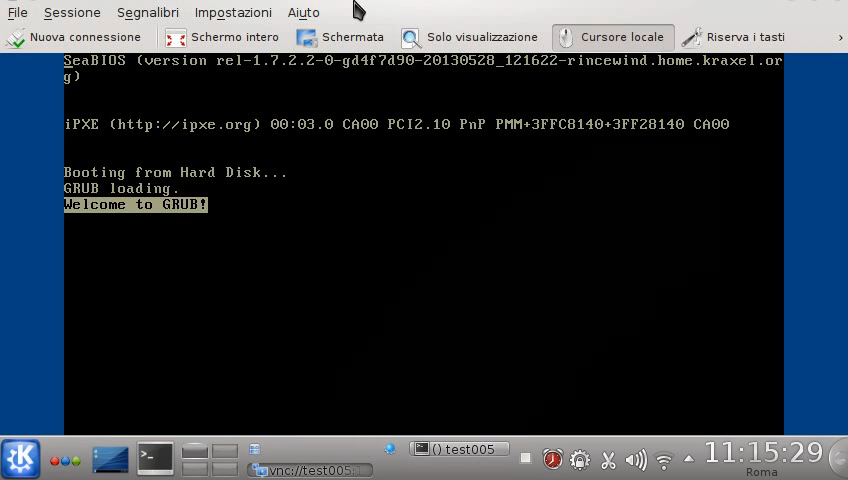 File Sessione Segnalibri Impostazioni Aiuto
Nuova connessione Schermo intero Schermata Solo visualizzazione Cursore locale Riserva i tasti
SeaBIOS (version rel-1.7.2.2-0-gd4f7d90-20130528_121622-rincewind.home.kraxel.or
g)
iPXE (http://ipxe.org) 00:03.0 CA00 PCI2.10 PnP PMM+3FFC8140+3FF28140 CA00
Booting from Hard Disk...
GRUB loading.
Welcome to GRUB!
() test005
vnc://test005:
11:15:29
Roma